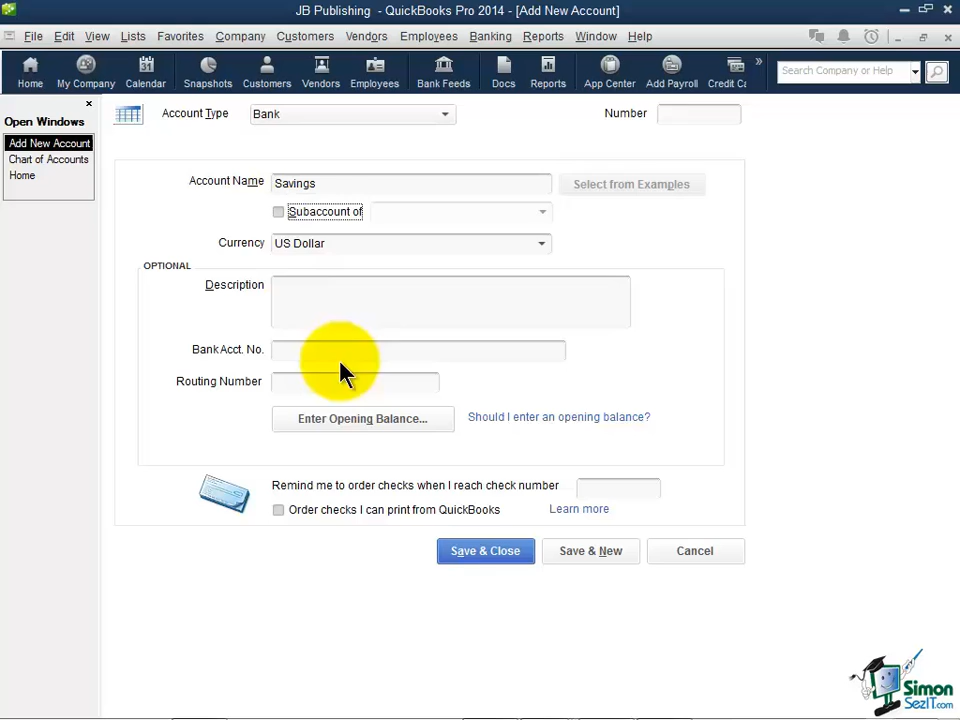 JB Publishing - QuickBooks Pro 2014 - [Add New Account]
File Edit View Lists Favorites Company Customers Vendors Employees Banking Reports Window Help
Home My Company Calendar Snapshots Customers Vendors Employees Bank Feeds Docs Reports App Center Add Payroll Credit Ca » Search Company or Help
Open Windows
Add New Account
Chart of Accounts
Home
Account Type Bank Number
Account Name Savings Select from Examples
Subaccount of
Currency US Dollar
OPTIONAL
Description
Bank Acct. No.
Routing Number
Enter Opening Balance... Should I enter an opening balance?
Remind me to order checks when I reach check number
Order checks I can print from QuickBooks Learn more
Save & Close Save & New Cancel
Simon
SezIT.com